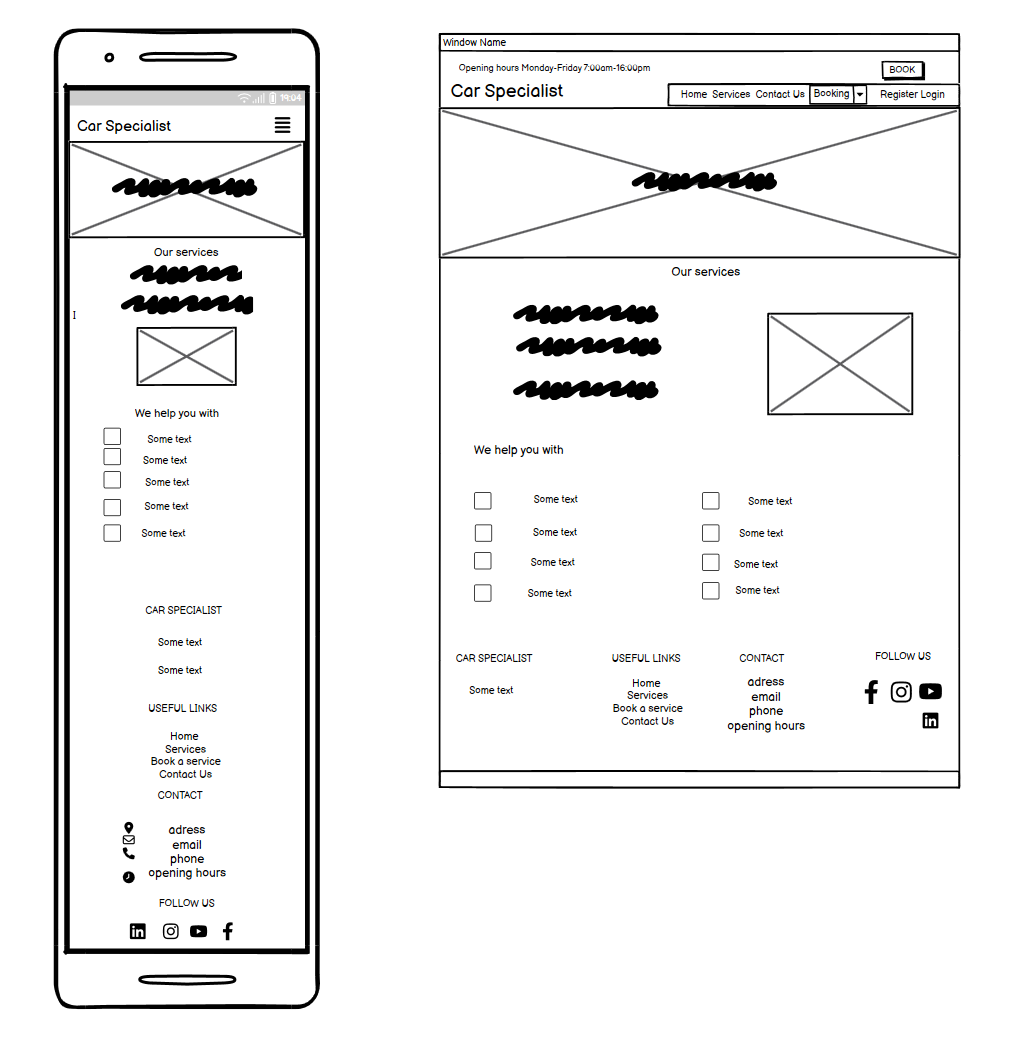 19:04
Car Specialist
Our services
We help you with
Some text
Some text
Some text
Some text
Some text
CAR SPECIALIST
Some text
Some text
USEFUL LINKS
Home
Services
Book a service
Contact Us
CONTACT
adress
email
phone
opening hours
FOLLOW US
Window Name
Opening hours Monday-Friday 7:00am-16:00pm
BOOK
Car Specialist
Home Services Contact Us Booking Register Login
Our services
We help you with
Some text Some text
Some text Some text
Some text Some text
Some text Some text
CAR SPECIALIST
Some text
USEFUL LINKS
Home
Services
Book a service
Contact Us
CONTACT
adress
email
phone
opening hours
FOLLOW US